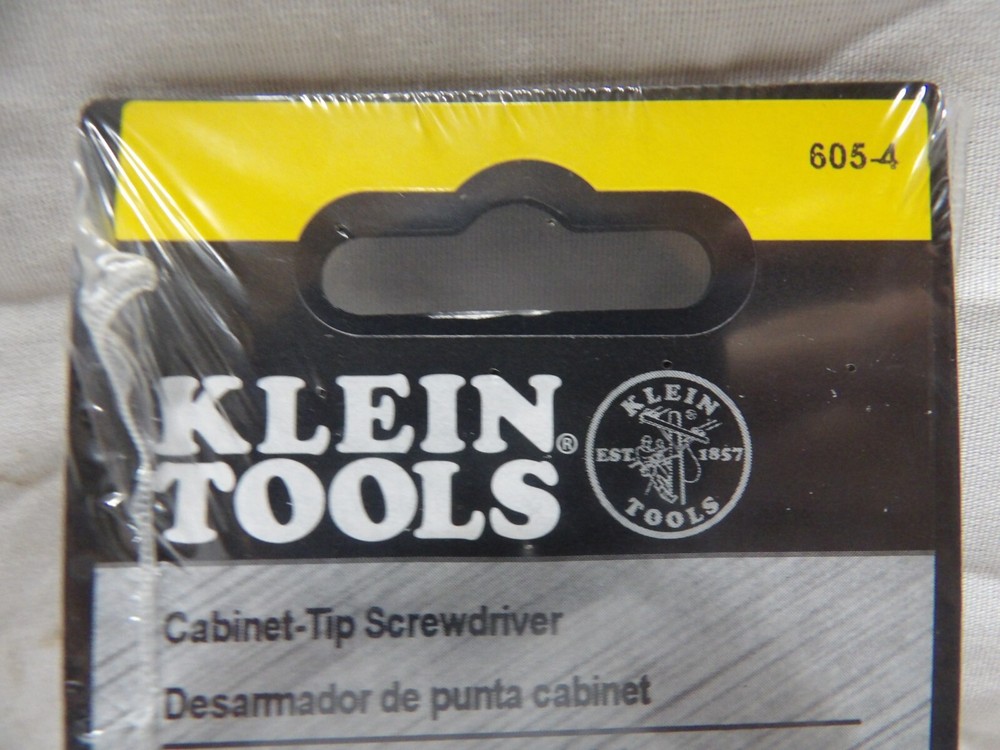 605-4
KLEIN
TOOLS®
KLEIN
®
EST. 1857
TOOLS
Cabinet-Tip Screwdriver
Desarmador de punta cabinet